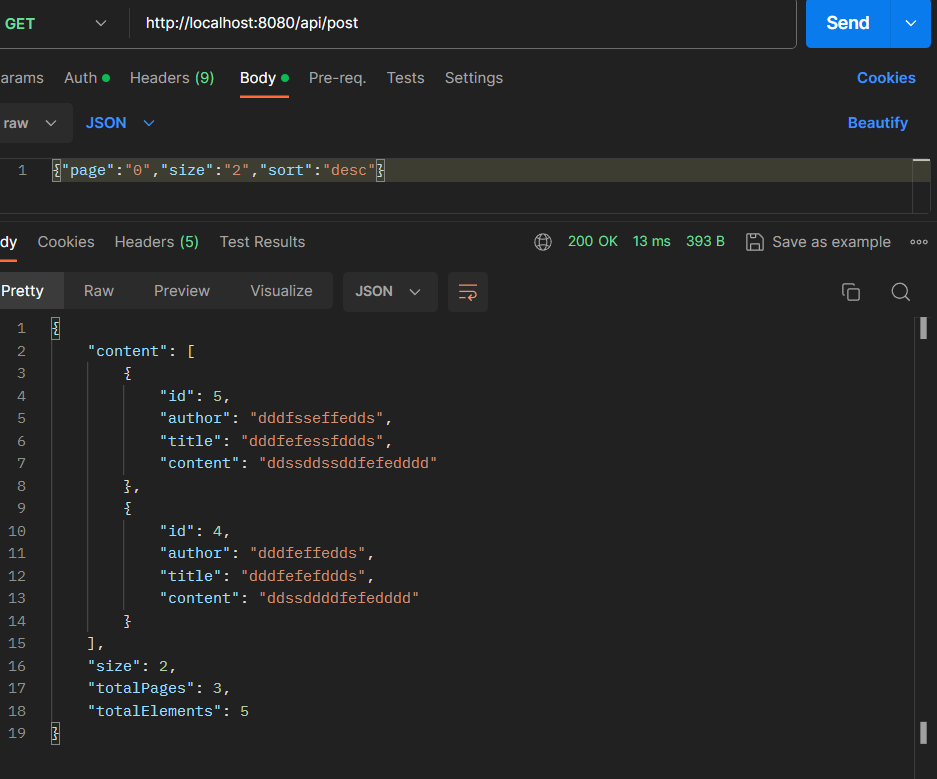 GET http://localhost:8080/api/post Send
arams Auth Headers (9) Body Pre-req. Tests Settings Cookies
raw JSON Beautify
1 {"page":"0","size":"2","sort":"desc"}
dy Cookies Headers (5) Test Results 200 OK 13 ms 393 B Save as example
Pretty Raw Preview Visualize JSON
1 {
2 "content": [
3 {
4 "id": 5,
5 "author": "dddfsseffedds",
6 "title": "dddfefessfddds",
7 "content": "ddssddssddfefedddd"
8 },
9 {
10 "id": 4,
11 "author": "dddfeffedds",
12 "title": "dddfefefddds",
13 "content": "ddssddddfefedddd"
14 }
15 ],
16 "size": 2,
17 "totalPages": 3,
18 "totalElements": 5
19 }